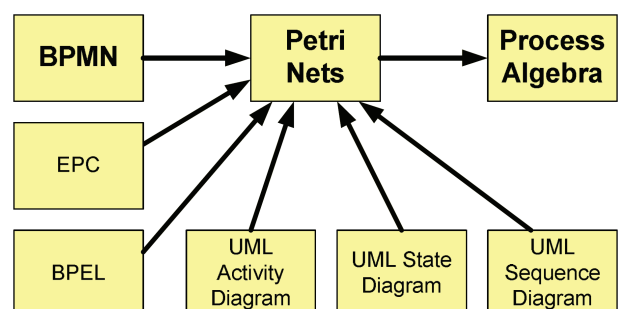 BPMN
Petri
Nets
Process
Algebra
EPC
BPEL
UML
Activity
Diagram
UML State
Diagram
UML
Sequence
Diagram